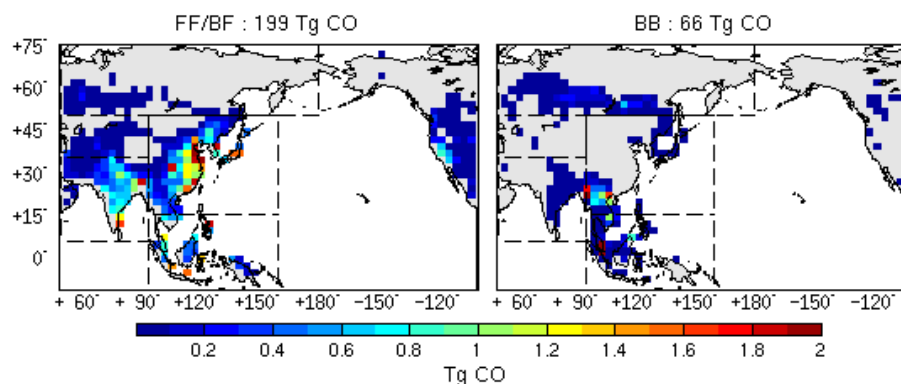 FF/BF : 199 Tg CO
BB : 66 Tg CO
+75°
+60°
+45°
+30°
+15°
0°
+ 60° + 90 +120° +150° +180° −150° −120°
+ 60° + 90 +120° +150° +180° −150° −120°
0.2 0.4 0.6 0.8 1 1.2 1.4 1.6 1.8 2
Tg CO